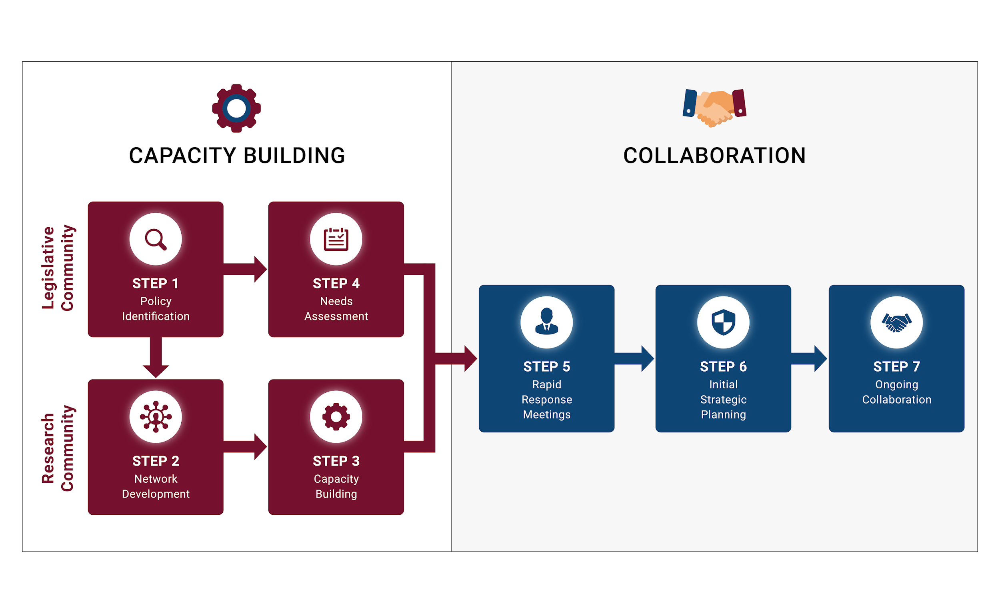 CAPACITY BUILDING
COLLABORATION
Legislative
Community
STEP 1
Policy
Identification
STEP 4
Needs
Assessment
Research
Community
STEP 2
Network
Development
STEP 3
Capacity
Building
STEP 5
Rapid
Response
Meetings
STEP 6
Initial
Strategic
Planning
STEP 7
Ongoing
Collaboration